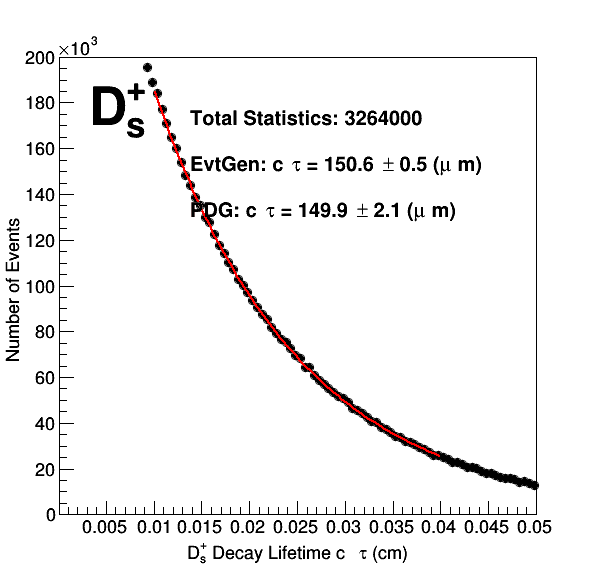 ×10³
200
180
160
140
120
100
80
60
40
20
0
Number of Events
Dₛ⁺
Total Statistics: 3264000
EvtGen: c τ = 150.6 ± 0.5 (μ m)
PDG: c τ = 149.9 ± 2.1 (μ m)
0.005 0.01 0.015 0.02 0.025 0.03 0.035 0.04 0.045 0.05
Dₛ⁺ Decay Lifetime c τ (cm)